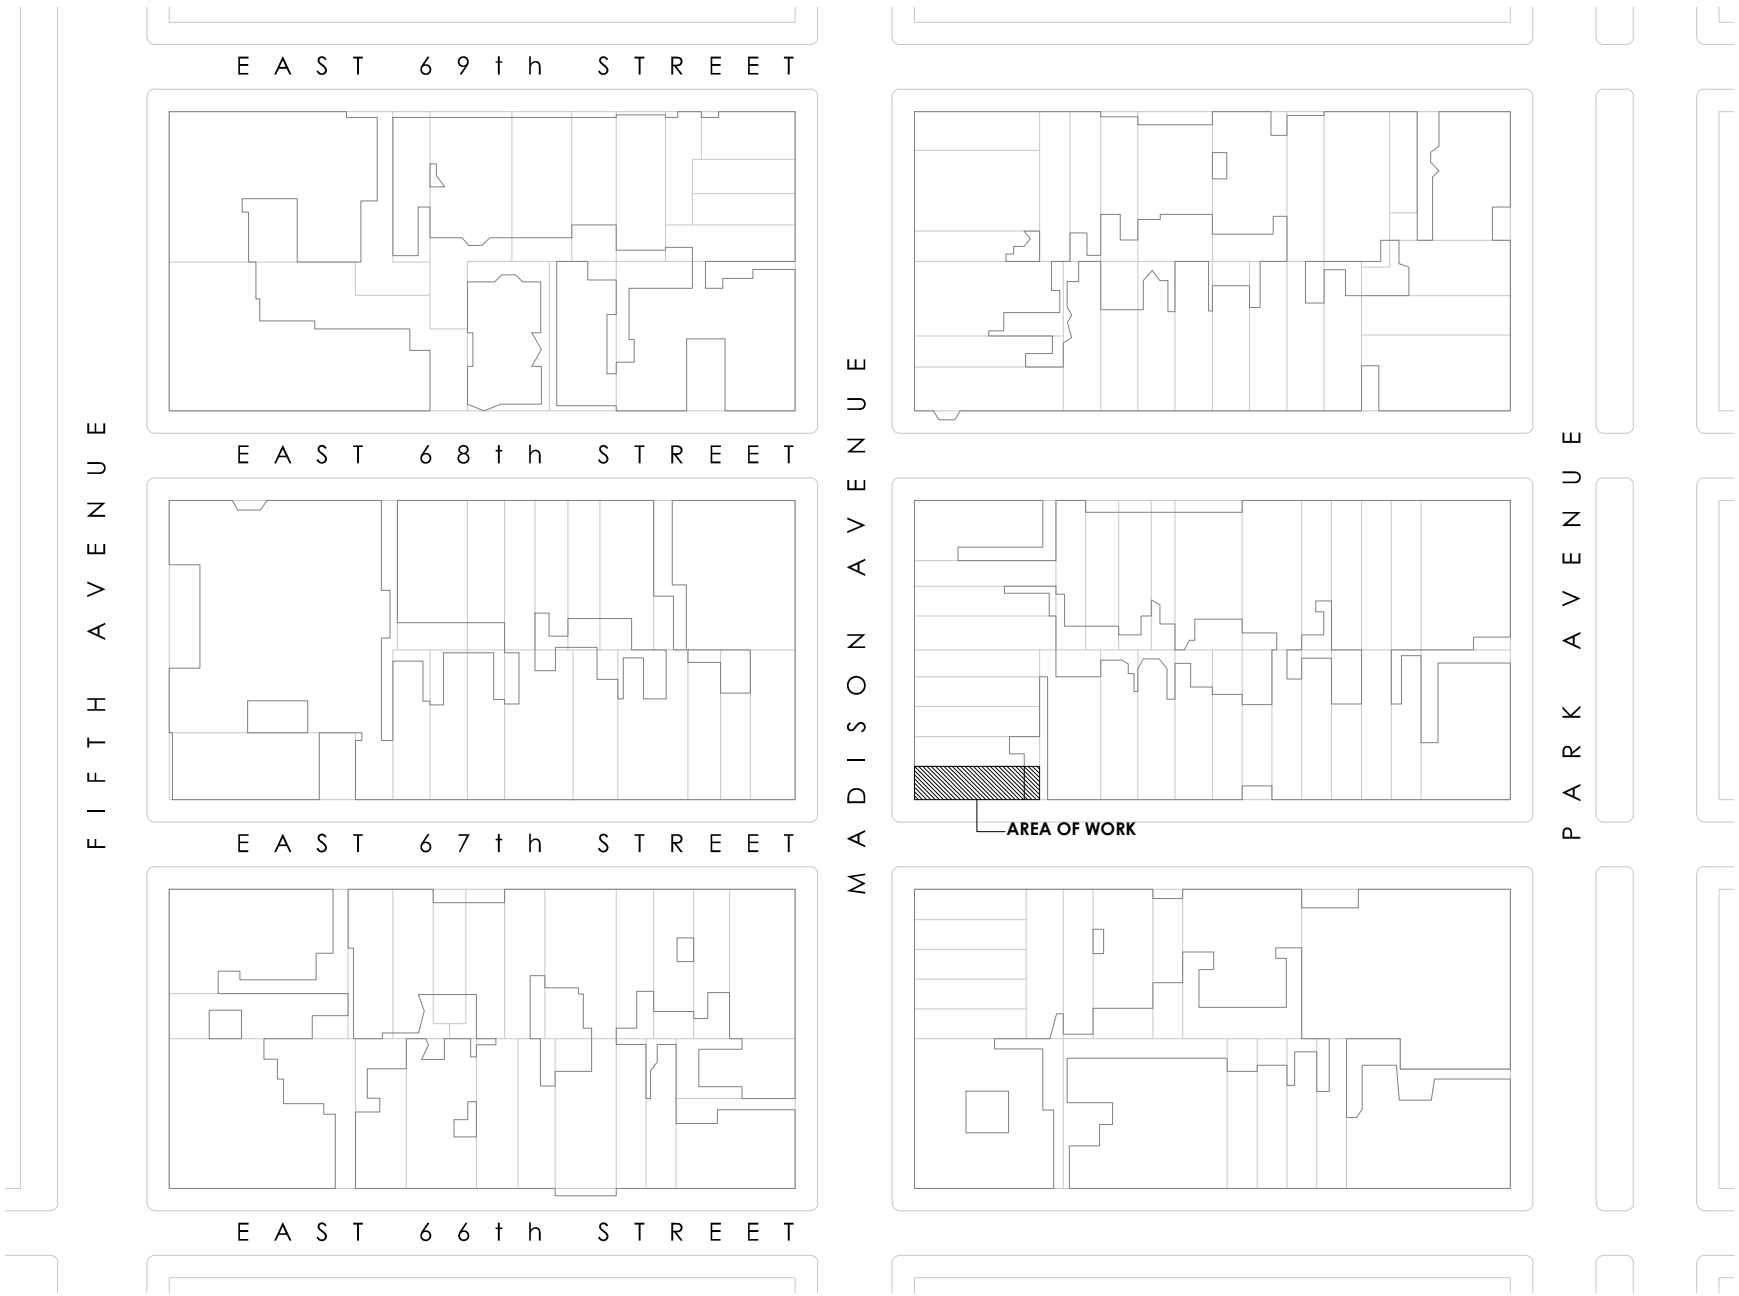 EAST 69th STREET
EAST 68th STREET
FIFTH AVENUE
MADISON AVENUE
PARK AVENUE
AREA OF WORK
EAST 67th STREET
EAST 66th STREET